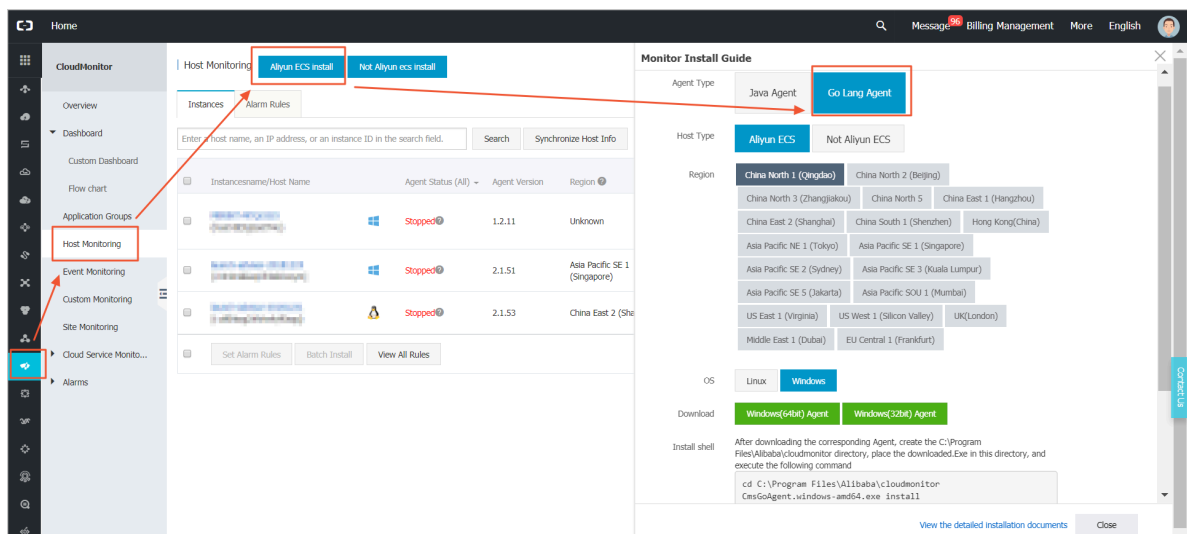 Home
Message 96 Billing Management More English
CloudMonitor
Overview
Dashboard
Custom Dashboard
Flow chart
Application Groups
Host Monitoring
Event Monitoring
Custom Monitoring
Site Monitoring
Cloud Service Monito...
Alarms
Host Monitoring Aliyun ECS install Not Aliyun ecs install
Instances Alarm Rules
Enter a host name, an IP address, or an instance ID in the search field. Search Synchronize Host Info
Instancesname/Host Name Agent Status (All) Agent Version Region
Stopped 1.2.11 Unknown
Stopped 2.1.51 Asia Pacific SE 1
(Singapore)
Stopped 2.1.53 China East 2 (Sha
Set Alarm Rules Batch Install View All Rules
Monitor Install Guide
Agent Type Java Agent Go Lang Agent
Host Type Aliyun ECS Not Aliyun ECS
Region China North 1 (Qingdao) China North 2 (Beijing)
China North 3 (Zhangjiakou) China North 5 China East 1 (Hangzhou)
China East 2 (Shanghai) China South 1 (Shenzhen) Hong Kong(China)
Asia Pacific NE 1 (Tokyo) Asia Pacific SE 1 (Singapore)
Asia Pacific SE 2 (Sydney) Asia Pacific SE 3 (Kuala Lumpur)
Asia Pacific SE 5 (Jakarta) Asia Pacific SOU 1 (Mumbai)
US East 1 (Virginia) US West 1 (Silicon Valley) UK(London)
Middle East 1 (Dubai) EU Central 1 (Frankfurt)
OS Linux Windows
Download Windows(64bit) Agent Windows(32bit) Agent
Install shell After downloading the corresponding Agent, create the C:\Program
Files\Alibaba\cloudmonitor directory, place the downloaded.Exe in this directory, and
execute the following command
cd C:\Program Files\Alibaba\cloudmonitor
CmsGoAgent.windows-amd64.exe install
View the detailed installation documents Close
Contact Us